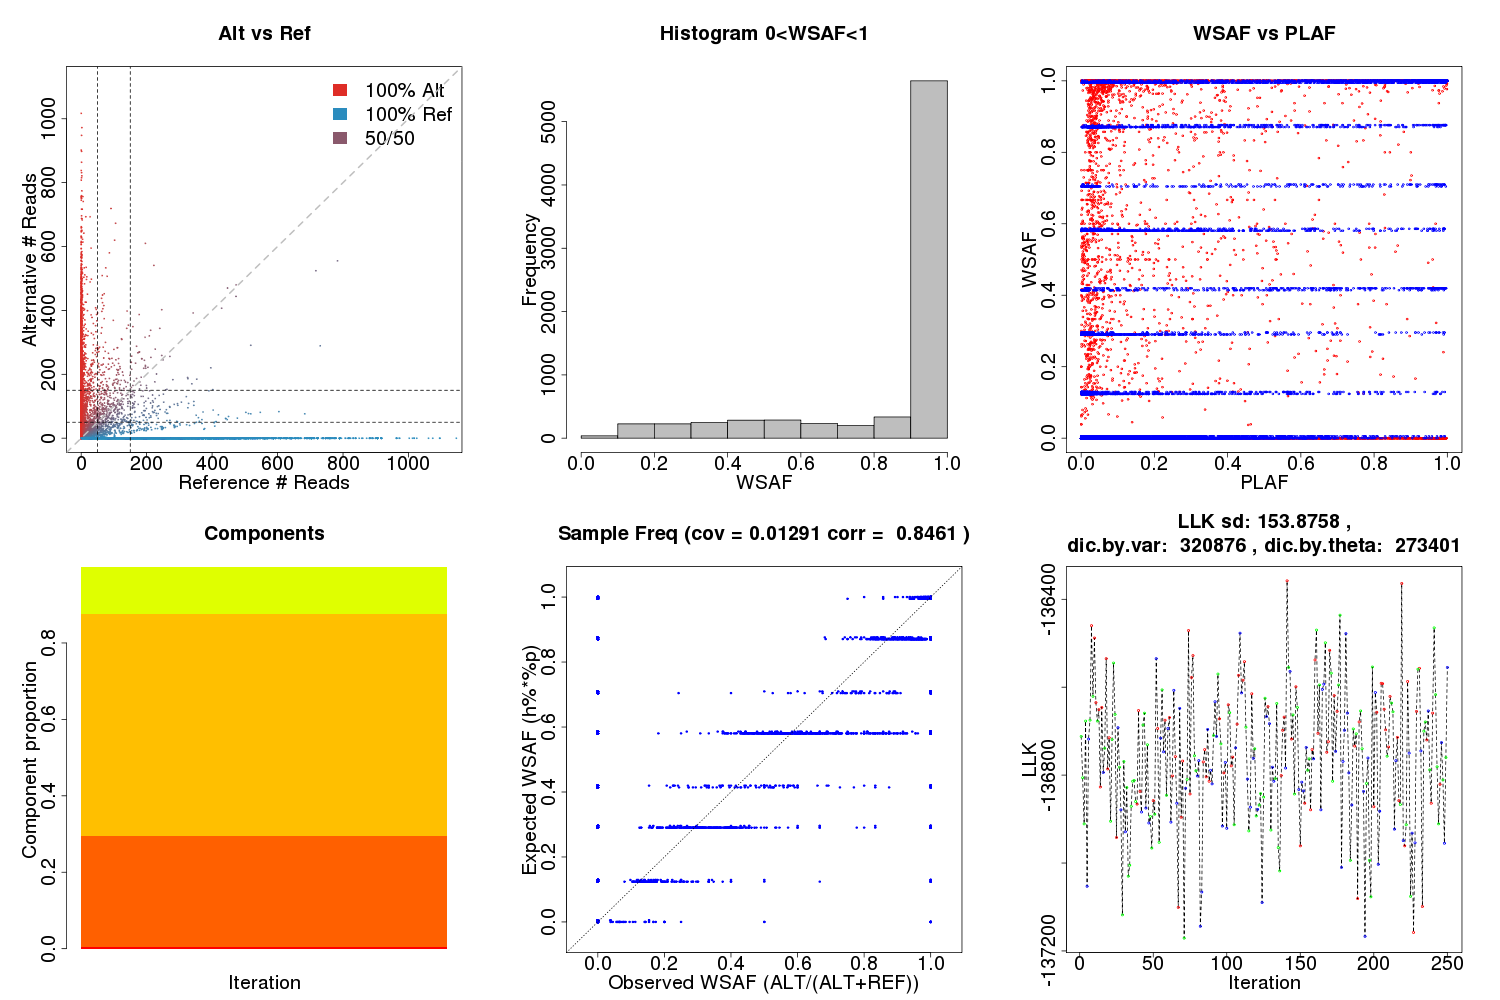 Alt vs Ref
Alternative # Reads
0 200 400 600 800 1000
100% Alt
100% Ref
50/50
0 200 400 600 800 1000
Reference # Reads
Histogram 0<WSAF<1
Frequency
0 1000 2000 3000 4000 5000
0.0 0.2 0.4 0.6 0.8 1.0
WSAF
WSAF vs PLAF
WSAF
0.0 0.2 0.4 0.6 0.8 1.0
0.0 0.2 0.4 0.6 0.8 1.0
PLAF
Components
Component proportion
0.0 0.2 0.4 0.6 0.8
Iteration
Sample Freq (cov = 0.01291 corr = 0.8461 )
Expected WSAF (h%*%p)
0.0 0.2 0.4 0.6 0.8 1.0
0.0 0.2 0.4 0.6 0.8 1.0
Observed WSAF (ALT/(ALT+REF))
LLK sd: 153.8758 ,
dic.by.var: 320876 , dic.by.theta: 273401
LLK
-137200 -136800 -136400
0 50 100 150 200 250
Iteration